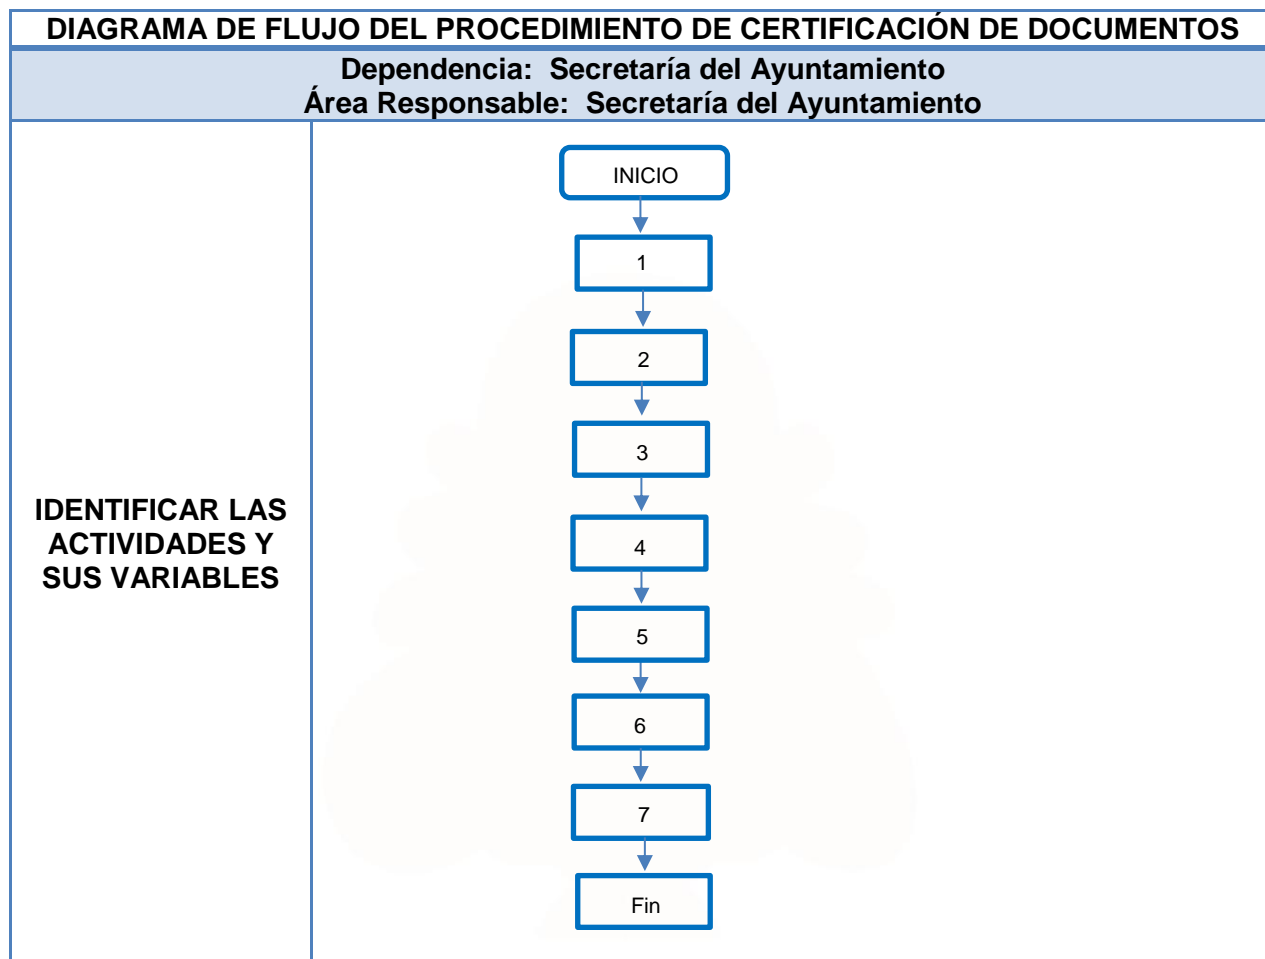 DIAGRAMA DE FLUJO DEL PROCEDIMIENTO DE CERTIFICACIÓN DE DOCUMENTOS
Dependencia: Secretaría del Ayuntamiento
Área Responsable: Secretaría del Ayuntamiento
IDENTIFICAR LAS
ACTIVIDADES Y
SUS VARIABLES
INICIO
1
2
3
4
5
6
7
Fin